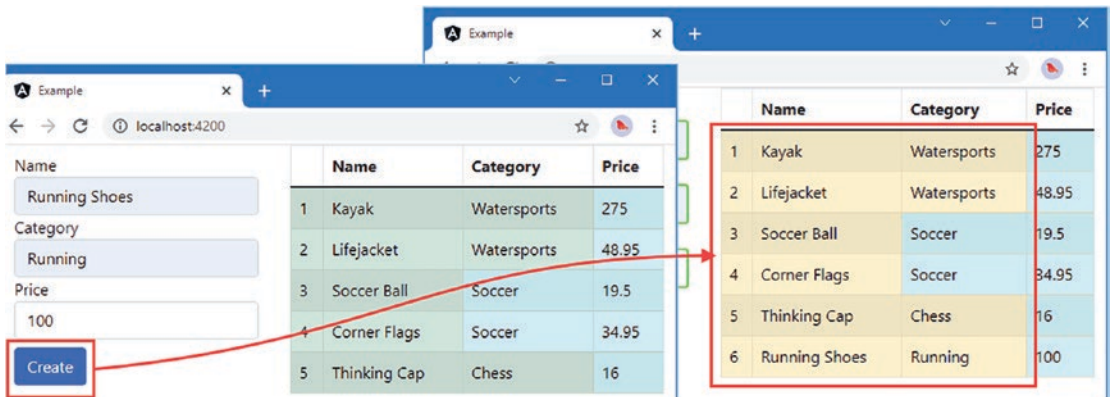 Example
Example
localhost:4200
Name
Running Shoes
Category
Running
Price
100
Create
Name Category Price
1 Kayak Watersports 275
2 Lifejacket Watersports 48.95
3 Soccer Ball Soccer 19.5
4 Corner Flags Soccer 34.95
5 Thinking Cap Chess 16
Name Category Price
1 Kayak Watersports 275
2 Lifejacket Watersports 48.95
3 Soccer Ball Soccer 19.5
4 Corner Flags Soccer 34.95
5 Thinking Cap Chess 16
6 Running Shoes Running 100